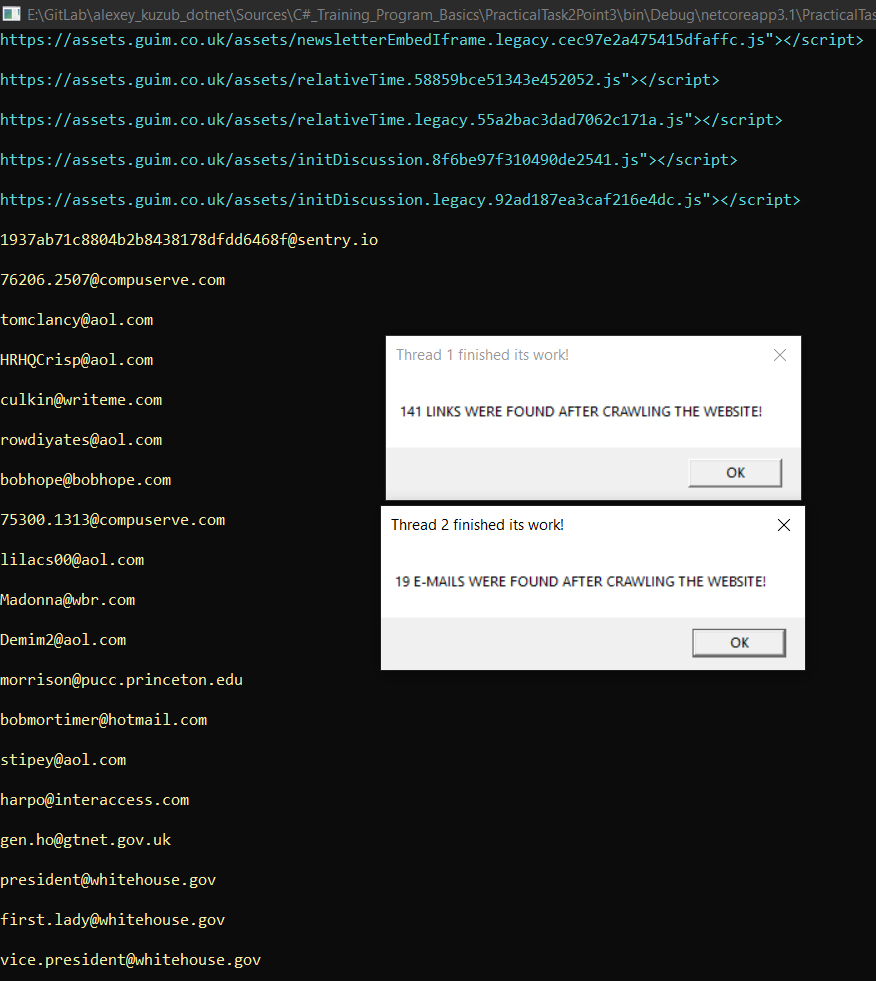 E:\GitLab\alexey_kuzub_dotnet\Sources\C#_Training_Program_Basics\PracticalTask2Point3\bin\Debug\netcoreapp3.1\PracticalTas
https://assets.guim.co.uk/assets/newsletterEmbedIframe.legacy.cec97e2a475415dfaffc.js"></script>
https://assets.guim.co.uk/assets/relativeTime.58859bce51343e452052.js"></script>
https://assets.guim.co.uk/assets/relativeTime.legacy.55a2bac3dad7062c171a.js"></script>
https://assets.guim.co.uk/assets/initDiscussion.8f6be97f310490de2541.js"></script>
https://assets.guim.co.uk/assets/initDiscussion.legacy.92ad187ea3caf216e4dc.js"></script>
1937ab71c8804b2b8438178dfdd6468f@sentry.io
76206.2507@compuserve.com
tomclancy@aol.com
HRHQCrisp@aol.com
culkin@writeme.com
rowdiyates@aol.com
bobhope@bobhope.com
75300.1313@compuserve.com
lilacs00@aol.com
Madonna@wbr.com
Demim2@aol.com
morrison@pucc.princeton.edu
bobmortimer@hotmail.com
stipey@aol.com
harpo@interaccess.com
gen.ho@gtnet.gov.uk
president@whitehouse.gov
first.lady@whitehouse.gov
vice.president@whitehouse.gov
Thread 1 finished its work!
141 LINKS WERE FOUND AFTER CRAWLING THE WEBSITE!
OK
Thread 2 finished its work!
19 E-MAILS WERE FOUND AFTER CRAWLING THE WEBSITE!
OK